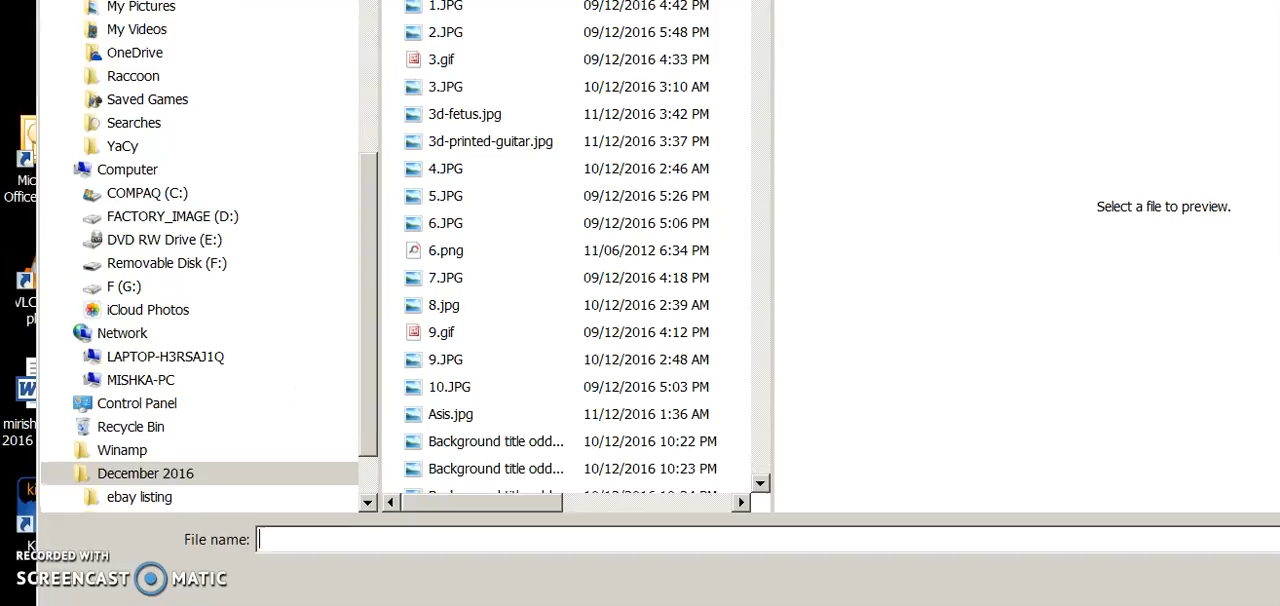 My Pictures
My Videos
OneDrive
Raccoon
Saved Games
Searches
YaCy
Computer
COMPAQ (C:)
FACTORY_IMAGE (D:)
DVD RW Drive (E:)
Removable Disk (F:)
F (G:)
iCloud Photos
Network
LAPTOP-H3RSAJ1Q
MISHKA-PC
Control Panel
Recycle Bin
Winamp
December 2016
ebay listing
1.JPG 09/12/2016 4:42 PM
2.JPG 09/12/2016 5:48 PM
3.gif 09/12/2016 4:33 PM
3.JPG 10/12/2016 3:10 AM
3d-fetus.jpg 11/12/2016 3:42 PM
3d-printed-guitar.jpg 11/12/2016 3:37 PM
4.JPG 10/12/2016 2:46 AM
5.JPG 09/12/2016 5:26 PM
6.JPG 09/12/2016 5:06 PM
6.png 11/06/2012 6:34 PM
7.JPG 09/12/2016 4:18 PM
8.jpg 10/12/2016 2:39 AM
9.gif 09/12/2016 4:12 PM
9.JPG 10/12/2016 2:48 AM
10.JPG 09/12/2016 5:03 PM
Asis.jpg 11/12/2016 1:36 AM
Background title odd... 10/12/2016 10:22 PM
Background title odd... 10/12/2016 10:23 PM
Select a file to preview.
File name:
Mic
Office
VLC
pl
mirish
2016
ki
K
RECORDED WITH
SCREENCAST MATIC